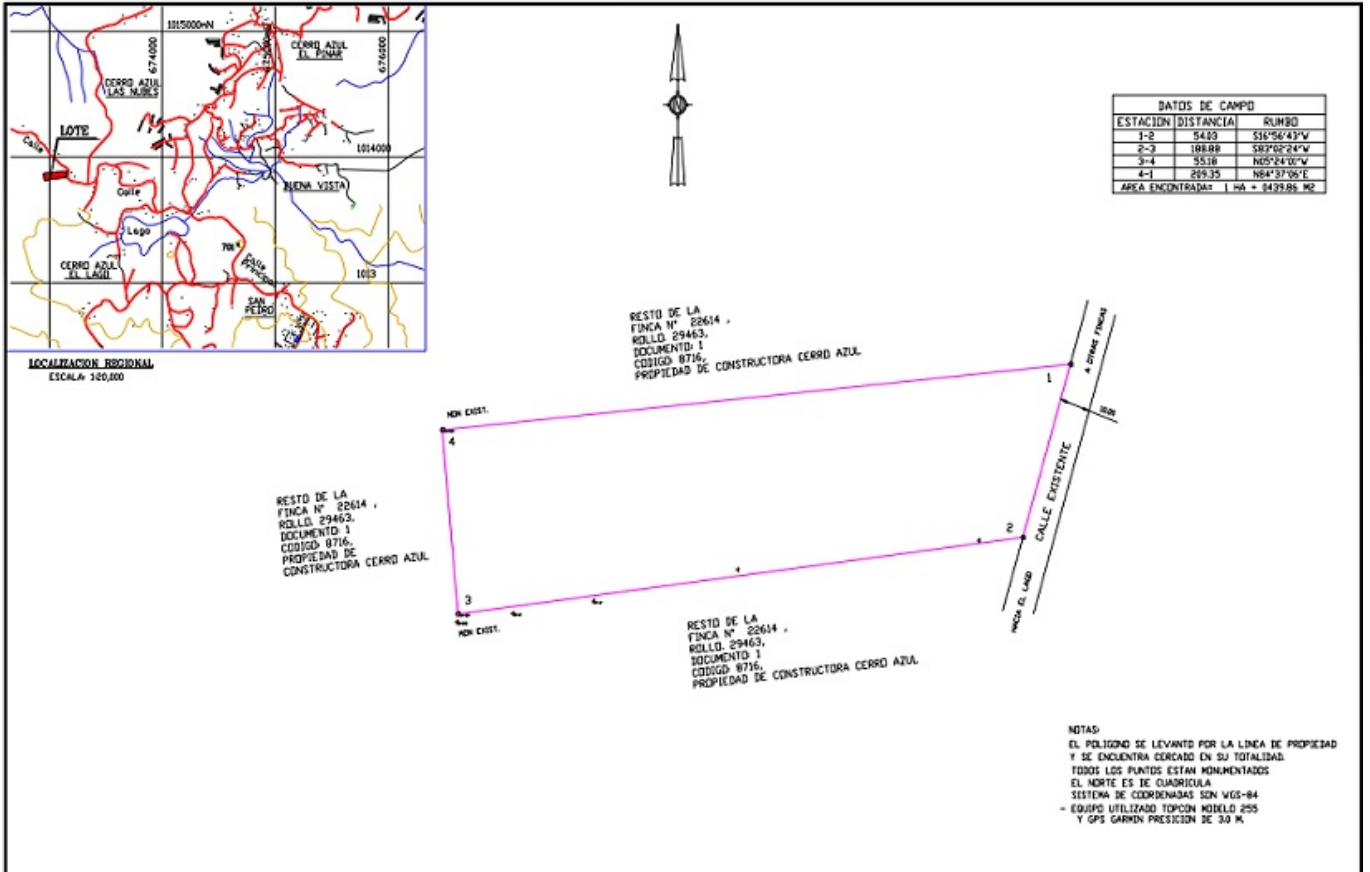 1015000mN
674000
676000
CERRO AZUL
EL PINAR
CERRO AZUL
LAS NUBES
LOTE
Calle
1014000
BUENA VISTA
Calle
Lago
701
Calle
Principal
CERRO AZUL
EL LAGO
1013
SAN
PEDRO
LOCALIZACION REGIONAL
ESCALA: 1:20,000
DATOS DE CAMPO
ESTACION DISTANCIA RUMBO
1-2 54.03 S16°56'43"W
2-3 188.88 S83°02'24"W
3-4 55.18 N05°24'01"W
4-1 209.35 N84°37'06"E
AREA ENCONTRADA= 1 HA + 0439.86 M2
RESTO DE LA
FINCA N° 22614 ,
ROLLO. 29463,
DOCUMENTO: 1
CODIGO: 8716,
PROPIEDAD DE CONSTRUCTORA CERRO AZUL
A OTRAS FINCAS
1
MON EXIST.
4
RESTO DE LA
FINCA N° 22614 ,
ROLLO. 29463,
DOCUMENTO: 1
CODIGO: 8716,
PROPIEDAD DE
CONSTRUCTORA CERRO AZUL
CALLE EXISTENTE
2
HACIA EL LAGO
3
MON EXIST.
RESTO DE LA
FINCA N° 22614 ,
ROLLO. 29463,
DOCUMENTO: 1
CODIGO: 8716,
PROPIEDAD DE CONSTRUCTORA CERRO AZUL
NOTAS:
EL POLIGONO SE LEVANTO POR LA LINEA DE PROPIEDAD
Y SE ENCUENTRA CERCADO EN SU TOTALIDAD.
TODOS LOS PUNTOS ESTAN MONUMENTADOS
EL NORTE ES DE CUADRICULA
SISTEMA DE COORDENADAS SON WGS-84
- EQUIPO UTILIZADO TOPCON MODELO 255
Y GPS GARMIN PRESICION DE 3.0 M.